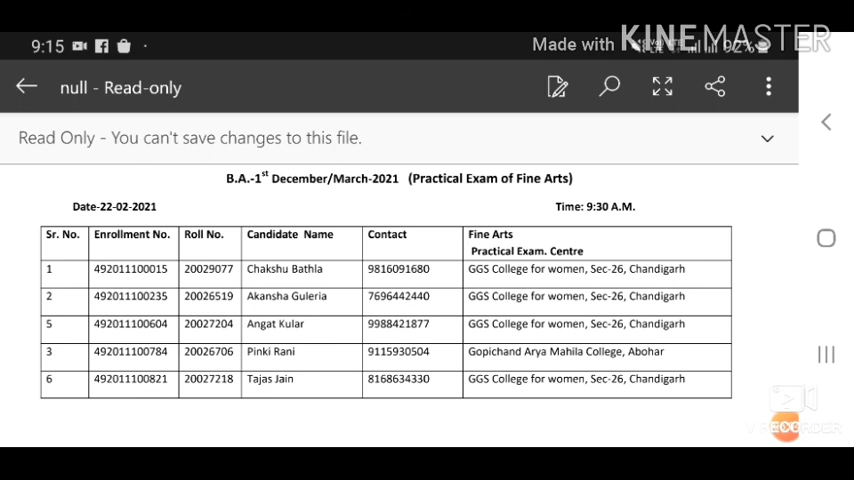 Made with KINEMASTER
9:15 92%
null - Read-only
Read Only - You can't save changes to this file.
B.A.-1st December/March-2021 (Practical Exam of Fine Arts)
Date-22-02-2021 Time: 9:30 A.M.
Sr. No. Enrollment No. Roll No. Candidate Name Contact Fine Arts
Practical Exam. Centre
1 492011100015 20029077 Chakshu Bathla 9816091680 GGS College for women, Sec-26, Chandigarh
2 492011100235 20026519 Akansha Guleria 7696442440 GGS College for women, Sec-26, Chandigarh
5 492011100604 20027204 Angat Kular 9988421877 GGS College for women, Sec-26, Chandigarh
3 492011100784 20026706 Pinki Rani 9115930504 Gopichand Arya Mahila College, Abohar
6 492011100821 20027218 Tajas Jain 8168634330 GGS College for women, Sec-26, Chandigarh
V RECORDER